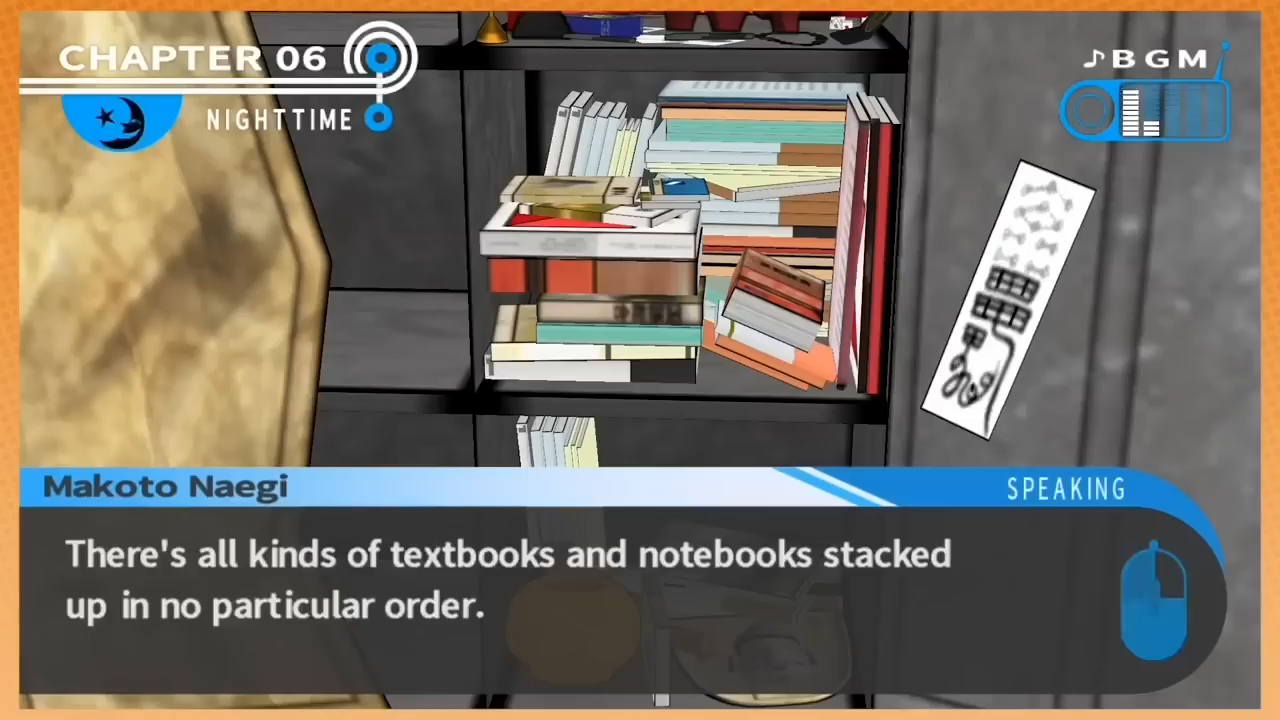 CHAPTER 06
♪BGM
NIGHTTIME
Makoto Naegi
SPEAKING
There's all kinds of textbooks and notebooks stacked
up in no particular order.